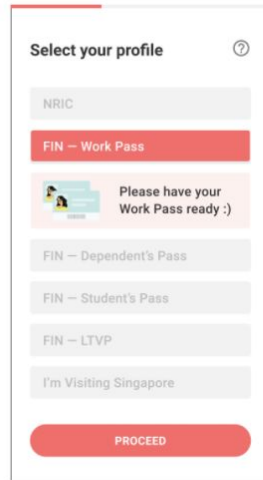 Select your profile
NRIC
FIN — Work Pass
Please have your
Work Pass ready :)
FIN — Dependent's Pass
FIN — Student's Pass
FIN — LTVP
I'm Visiting Singapore
PROCEED